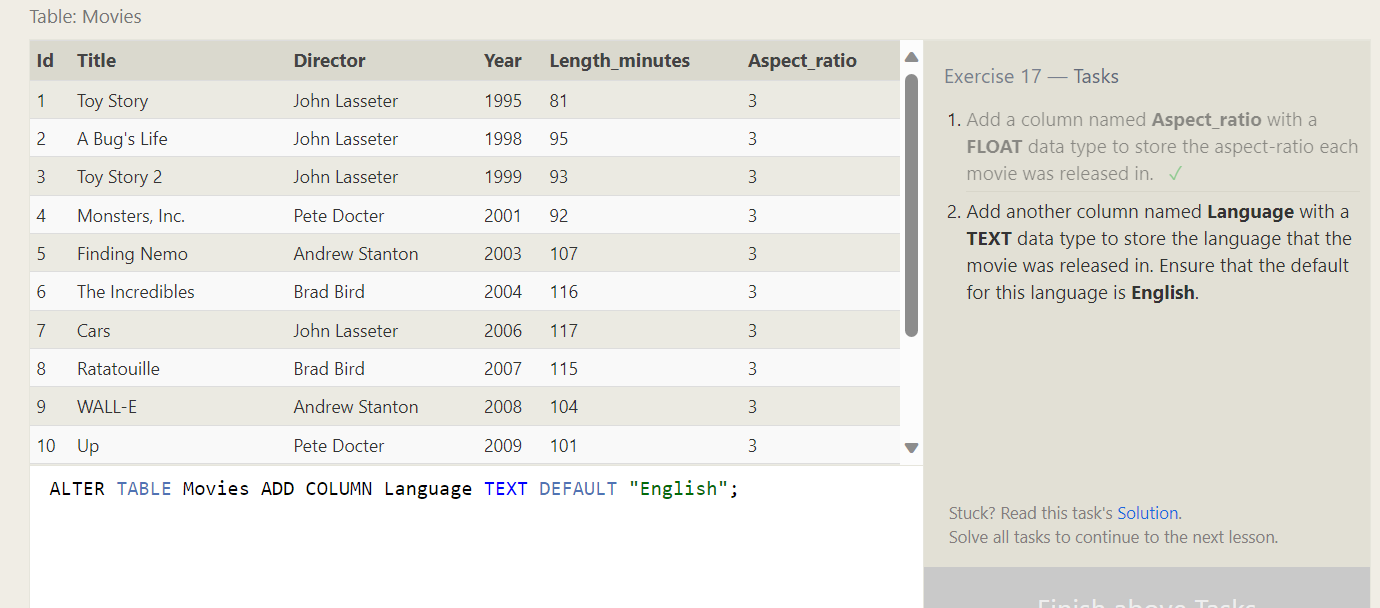 Table: Movies
Id Title Director Year Length_minutes Aspect_ratio
1 Toy Story John Lasseter 1995 81 3
2 A Bug's Life John Lasseter 1998 95 3
3 Toy Story 2 John Lasseter 1999 93 3
4 Monsters, Inc. Pete Docter 2001 92 3
5 Finding Nemo Andrew Stanton 2003 107 3
6 The Incredibles Brad Bird 2004 116 3
7 Cars John Lasseter 2006 117 3
8 Ratatouille Brad Bird 2007 115 3
9 WALL-E Andrew Stanton 2008 104 3
10 Up Pete Docter 2009 101 3
ALTER TABLE Movies ADD COLUMN Language TEXT DEFAULT "English";
Exercise 17 — Tasks
1. Add a column named Aspect_ratio with a
FLOAT data type to store the aspect-ratio each
movie was released in. ✓
2. Add another column named Language with a
TEXT data type to store the language that the
movie was released in. Ensure that the default
for this language is English.
Stuck? Read this task's Solution.
Solve all tasks to continue to the next lesson.
Finish above Tasks